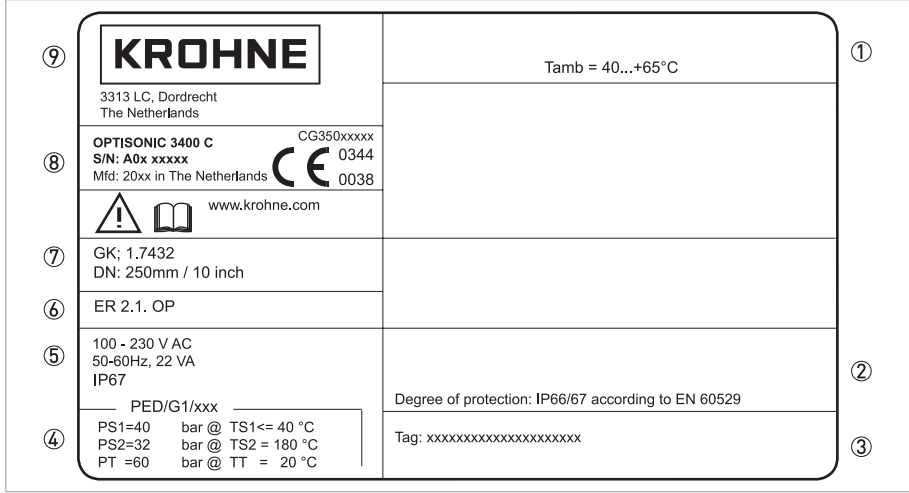 ⑨
KROHNE
3313 LC, Dordrecht
The Netherlands
Tamb = 40...+65°C
①
⑧
OPTISONIC 3400 C
S/N: A0x xxxxx
Mfd: 20xx in The Netherlands
CG350xxxxx
CE 0344
0038
www.krohne.com
⑦
GK; 1.7432
DN: 250mm / 10 inch
⑥
ER 2.1. OP
⑤
100 - 230 V AC
50-60Hz, 22 VA
IP67
②
Degree of protection: IP66/67 according to EN 60529
④
PED/G1/xxx
PS1=40 bar @ TS1<= 40 °C
PS2=32 bar @ TS2 = 180 °C
PT =60 bar @ TT = 20 °C
Tag: xxxxxxxxxxxxxxxxxxxxx
③